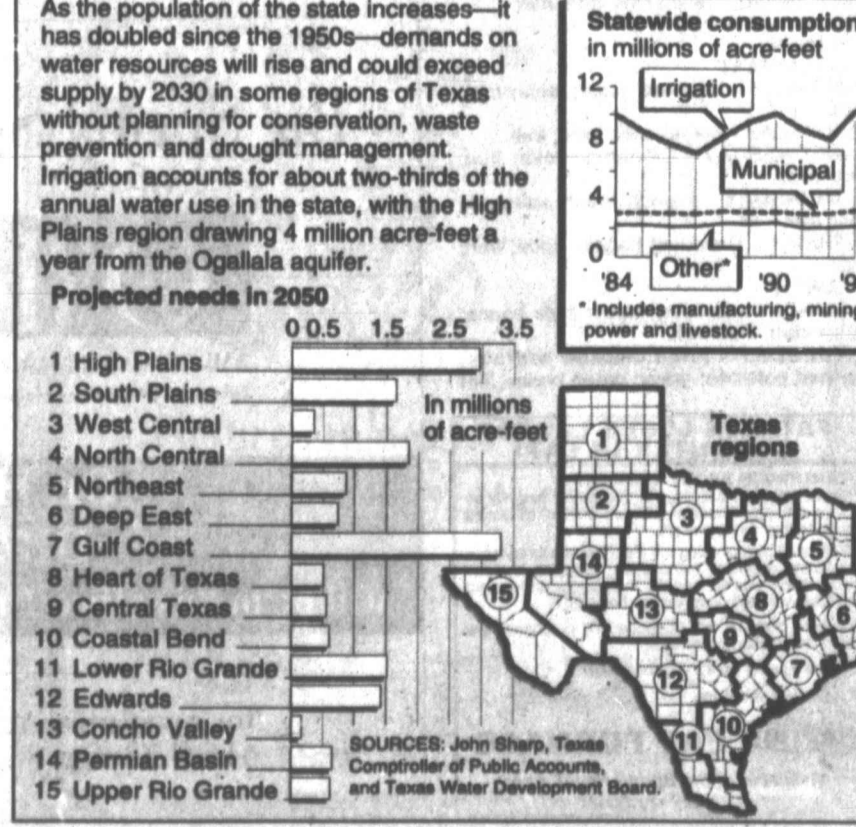 As the population of the state increases—it
has doubled since the 1950s—demands on
water resources will rise and could exceed
supply by 2030 in some regions of Texas
without planning for conservation, waste
prevention and drought management.
Irrigation accounts for about two-thirds of the
annual water use in the state, with the High
Plains region drawing 4 million acre-feet a
year from the Ogallala aquifer.
Projected needs in 2050
0 0.5 1.5 2.5 3.5
In millions
of acre-feet
1 High Plains
2 South Plains
3 West Central
4 North Central
5 Northeast
6 Deep East
7 Gulf Coast
8 Heart of Texas
9 Central Texas
10 Coastal Bend
11 Lower Rio Grande
12 Edwards
13 Concho Valley
14 Permian Basin
15 Upper Rio Grande
SOURCES: John Sharp, Texas
Comptroller of Public Accounts,
and Texas Water Development Board.
Statewide consumption
in millions of acre-feet
12
8
4
0
Irrigation
Municipal
Other*
'84 '90 '9
* Includes manufacturing, mining
power and livestock.
Texas
regions
1
2
3
4
5
14
15
13
8
6
9
7
12
10
11